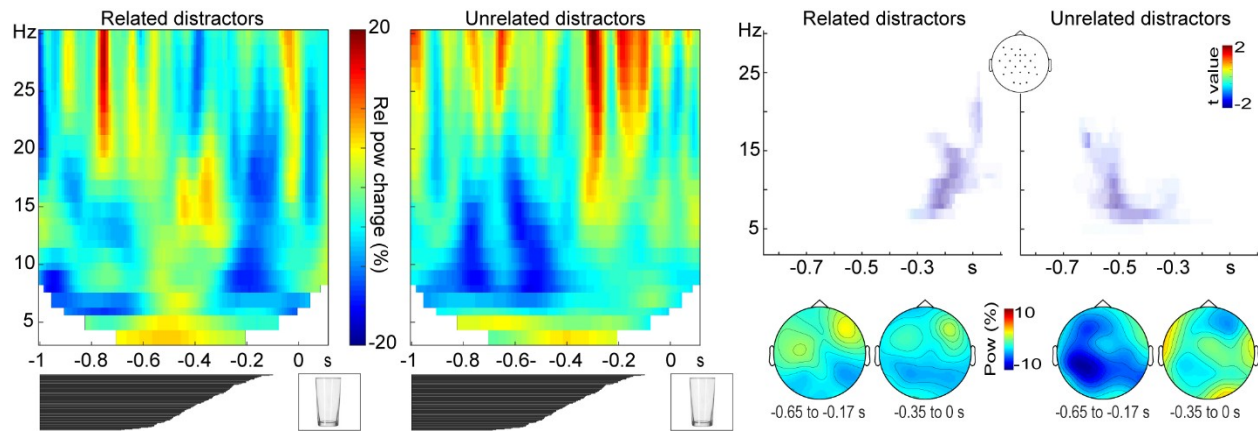 Related distractors
Unrelated distractors
Hz
25
20
15
10
5
-1 -0.8 -0.6 -0.4 -0.2 0 s
20
Rel pow change (%)
-20
-1 -0.8 -0.6 -0.4 -0.2 0 s
Related distractors
Unrelated distractors
Hz
25
15
5
-0.7 -0.5 -0.3 s
-0.7 -0.5 -0.3 s
2
t value
-2
10
Pow (%)
-10
-0.65 to -0.17 s
-0.35 to 0 s
-0.65 to -0.17 s
-0.35 to 0 s